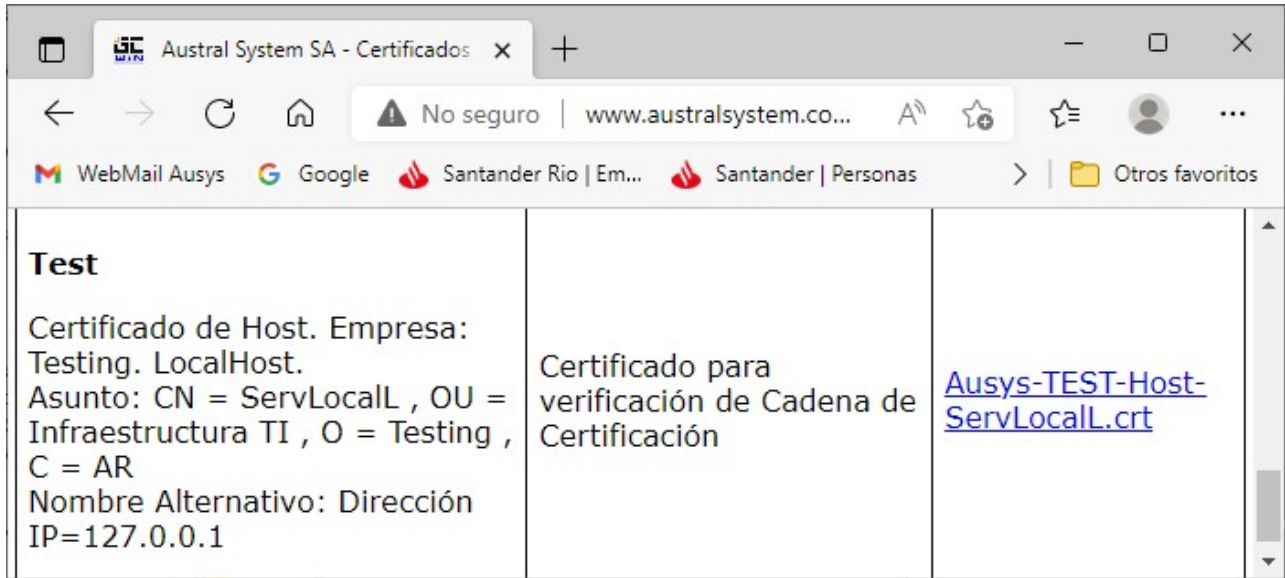 GC
WIN
Austral System SA - Certificados
No seguro
www.australsystem.co...
WebMail Ausys
Google
Santander Rio | Em...
Santander | Personas
Otros favoritos
Test
Certificado de Host. Empresa:
Testing. LocalHost.
Asunto: CN = ServLocalL , OU =
Infraestructura TI , O = Testing ,
C = AR
Nombre Alternativo: Dirección
IP=127.0.0.1
Certificado para
verificación de Cadena de
Certificación
Ausys-TEST-Host-
ServLocalL.crt